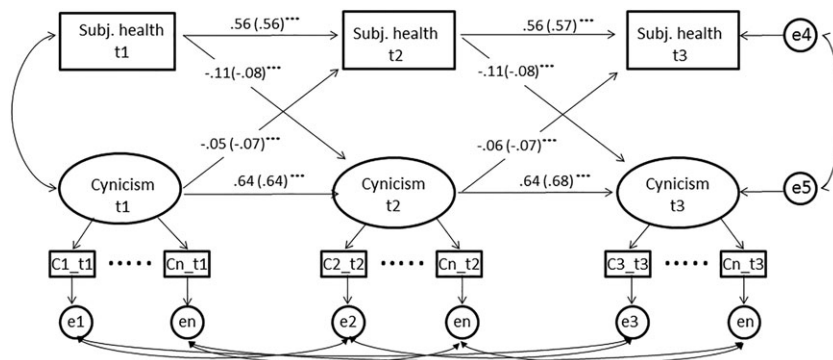 Subj. health
t1
.56 (.56)***
Subj. health
t2
.56 (.57)***
Subj. health
t3
e4
-.11(-.08)***
-.11(-.08)***
-.05 (-.07)***
-.06 (-.07)***
Cynicism
t1
.64 (.64)***
Cynicism
t2
.64 (.68)***
Cynicism
t3
e5
C1_t1 ••••• Cn_t1
C2_t2 ••••• Cn_t2
C3_t3 ••••• Cn_t3
e1
en
e2
en
e3
en